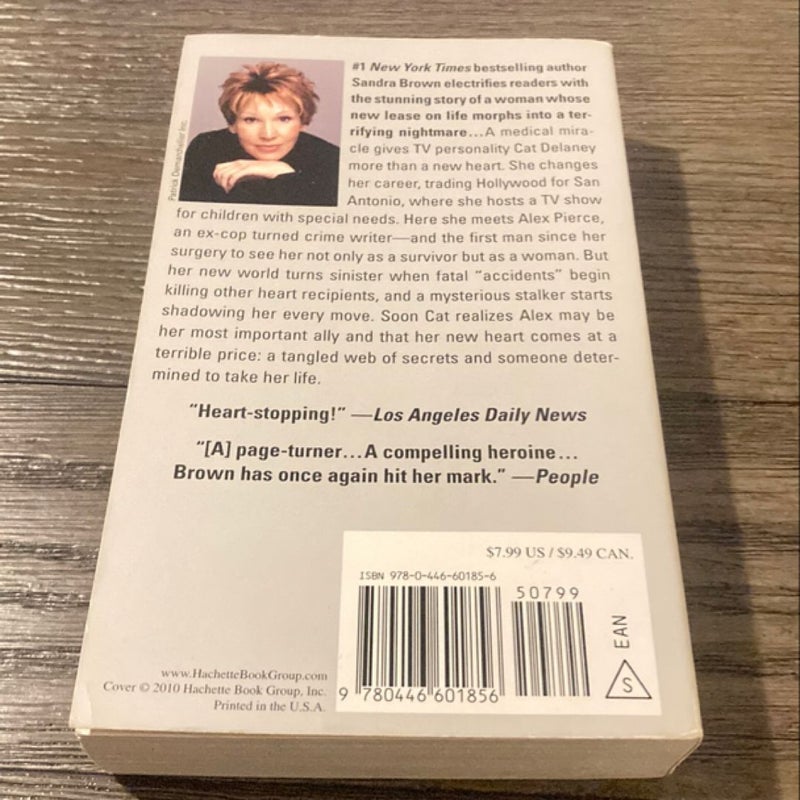 #1 New York Times bestselling author
Sandra Brown electrifies readers with
the stunning story of a woman whose
new lease on life morphs into a ter-
rifying nightmare...A medical mira-
cle gives TV personality Cat Delaney
more than a new heart. She changes
her career, trading Hollywood for San
Antonio, where she hosts a TV show
for children with special needs. Here she meets Alex Pierce,
an ex-cop turned crime writer—and the first man since her
surgery to see her not only as a survivor but as a woman. But
her new world turns sinister when fatal "accidents" begin
killing other heart recipients, and a mysterious stalker starts
shadowing her every move. Soon Cat realizes Alex may be
her most important ally and that her new heart comes at a
terrible price: a tangled web of secrets and someone deter-
mined to take her life.
Patrick Demarchelier Inc.
"Heart-stopping!" —Los Angeles Daily News
"[A] page-turner...A compelling heroine...
Brown has once again hit her mark." —People
$7.99 US / $9.49 CAN.
ISBN 978-0-446-60185-6
50799
EAN
S
9 780446 601856
www.HachetteBookGroup.com
Cover © 2010 Hachette Book Group, Inc.
Printed in the U.S.A.